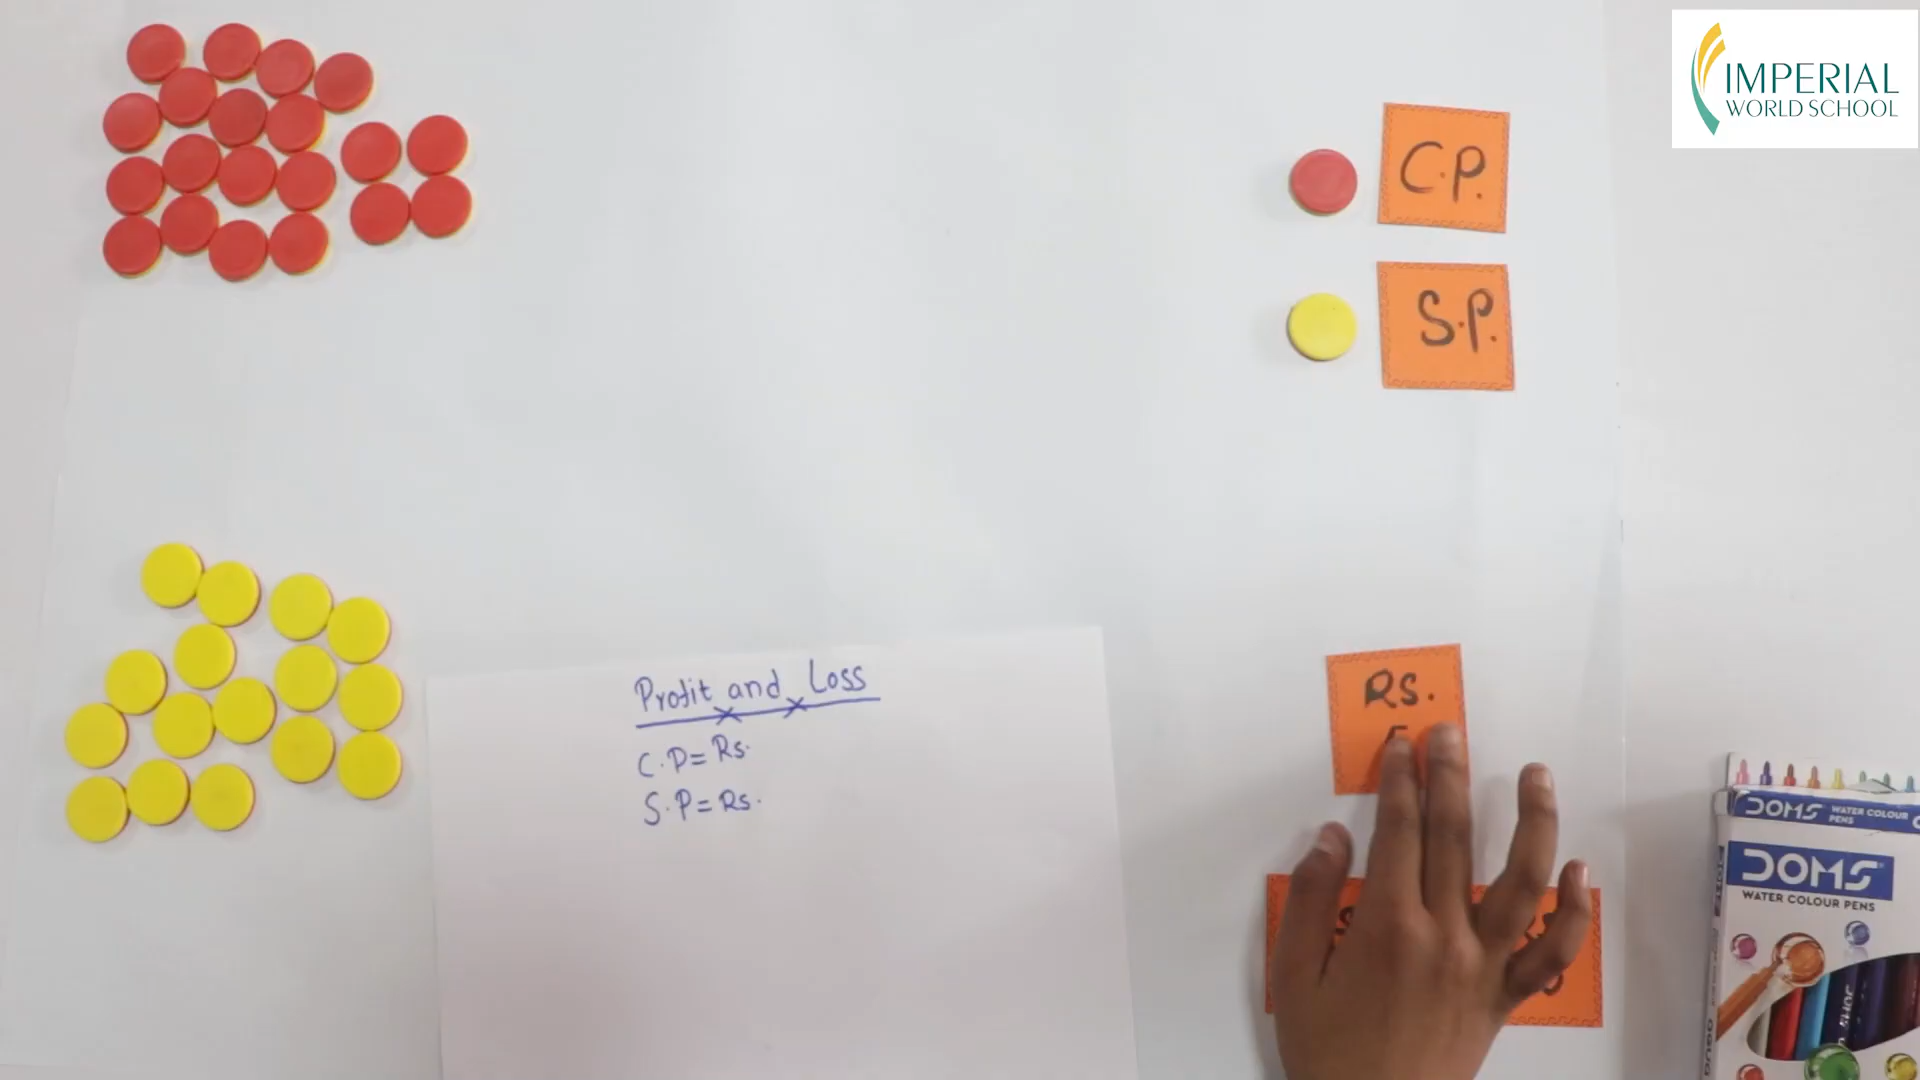 IMPERIAL
WORLD SCHOOL
C.P.
S.P.
Profit and Loss
C.P = Rs.
S.P = Rs.
Rs.
DOMS WATER COLOUR
PENS
DOMS
WATER COLOUR PENS